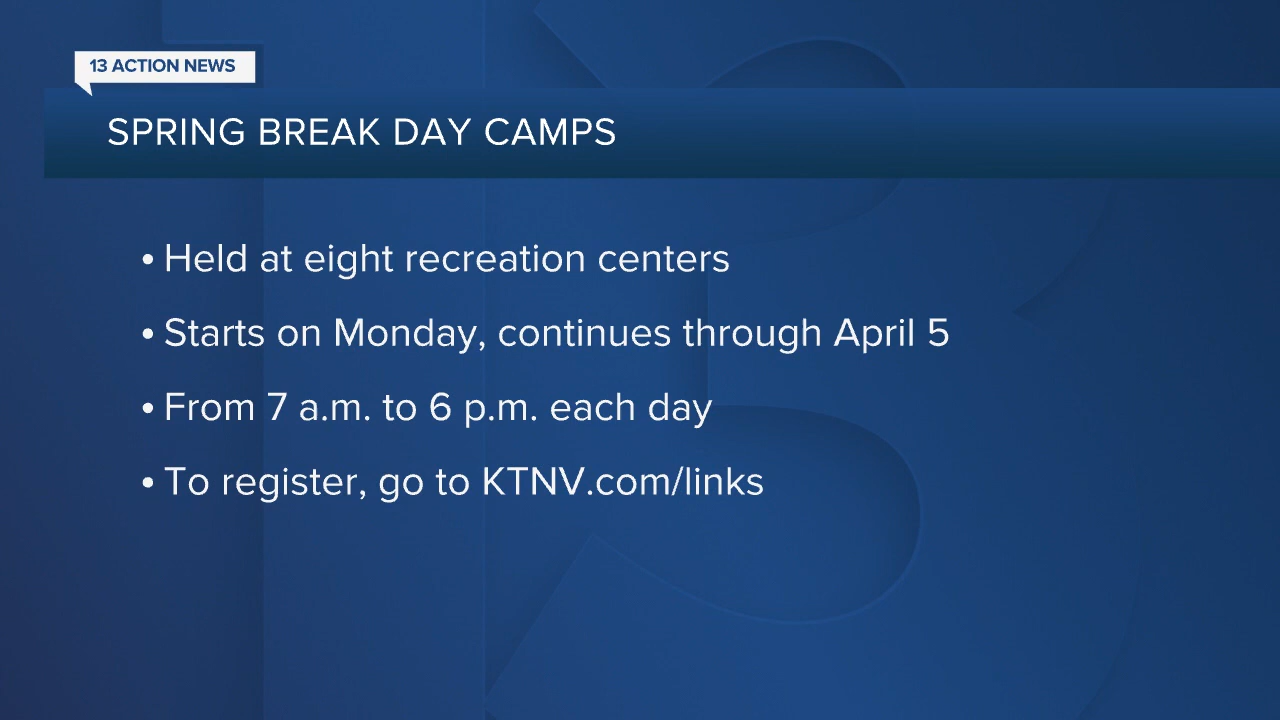 13 ACTION NEWS
SPRING BREAK DAY CAMPS
• Held at eight recreation centers
• Starts on Monday, continues through April 5
• From 7 a.m. to 6 p.m. each day
• To register, go to KTNV.com/links